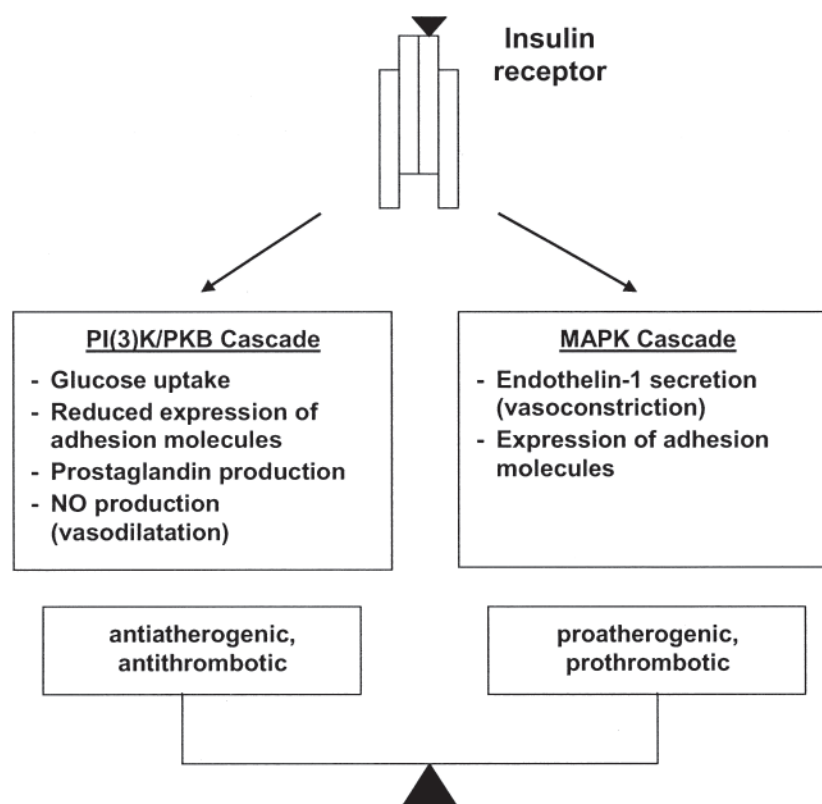 Insulin
receptor
PI(3)K/PKB Cascade
- Glucose uptake
- Reduced expression of
adhesion molecules
- Prostaglandin production
- NO production
(vasodilatation)
MAPK Cascade
- Endothelin-1 secretion
(vasoconstriction)
- Expression of adhesion
molecules
antiatherogenic,
antithrombotic
proatherogenic,
prothrombotic